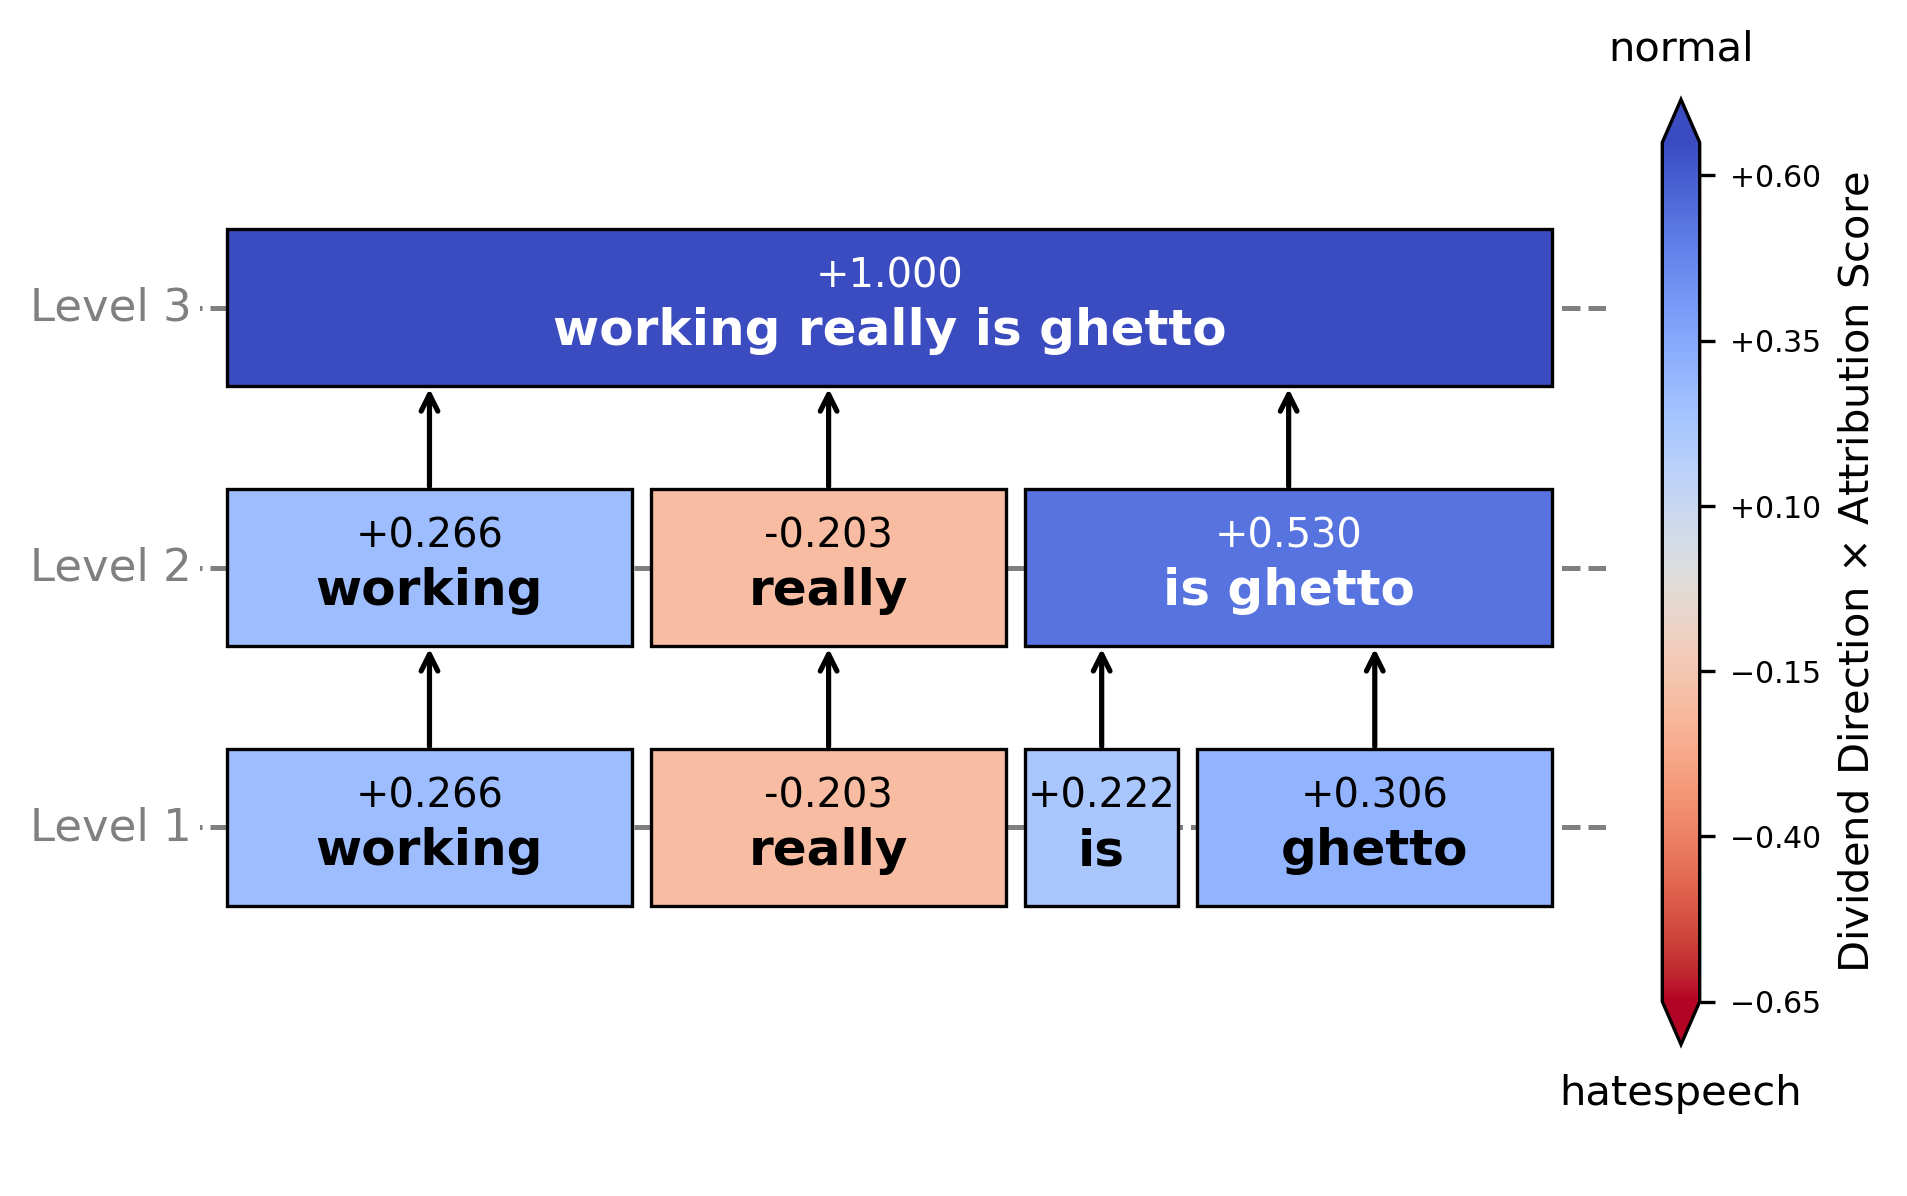 normal
Level 3
+1.000
working really is ghetto
Level 2
+0.266
working
-0.203
really
+0.530
is ghetto
Level 1
+0.266
working
-0.203
really
+0.222
is
+0.306
ghetto
+0.60
+0.35
+0.10
−0.15
−0.40
−0.65
Dividend Direction × Attribution Score
hatespeech